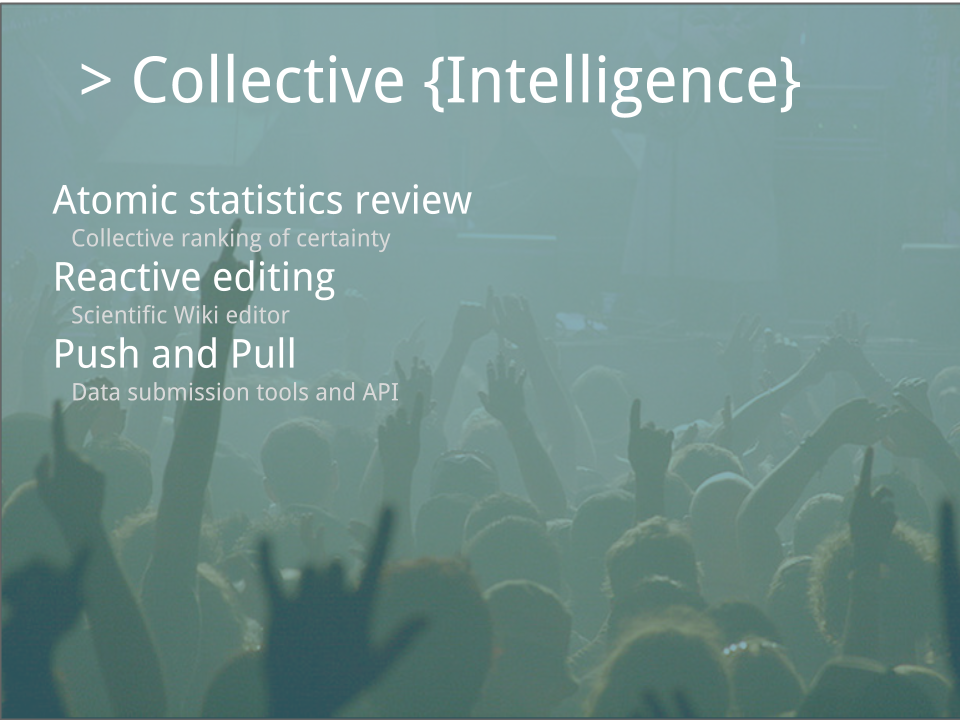 > Collective {Intelligence}
Atomic statistics review
Collective ranking of certainty
Reactive editing
Scientific Wiki editor
Push and Pull
Data submission tools and API